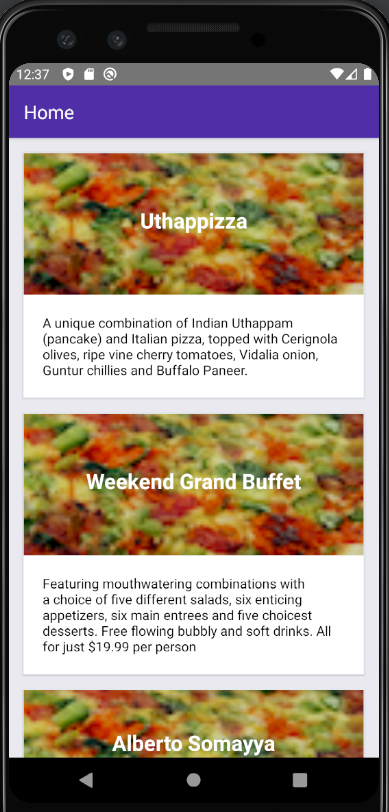 12:37
Home
Uthappizza
A unique combination of Indian Uthappam
(pancake) and Italian pizza, topped with Cerignola
olives, ripe vine cherry tomatoes, Vidalia onion,
Guntur chillies and Buffalo Paneer.
Weekend Grand Buffet
Featuring mouthwatering combinations with
a choice of five different salads, six enticing
appetizers, six main entrees and five choicest
desserts. Free flowing bubbly and soft drinks. All
for just $19.99 per person
Alberto Somayya